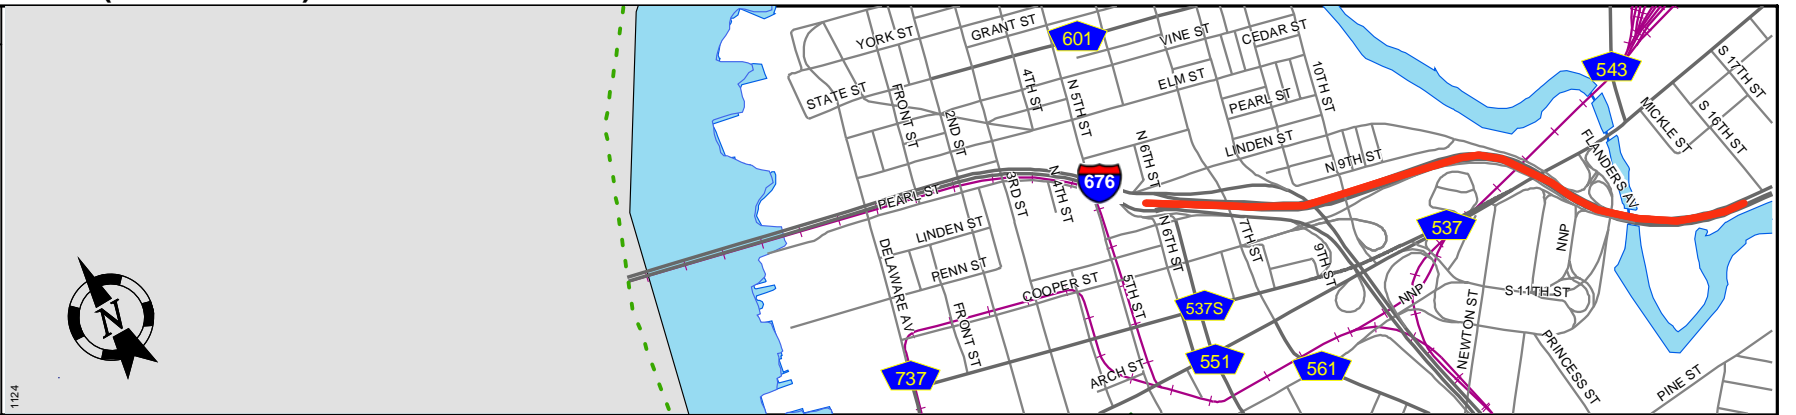 YORK ST
GRANT ST
601
VINE ST
CEDAR ST
543
S 17TH ST
STATE ST
FRONT ST
2ND ST
4TH ST
N 5TH ST
ELM ST
PEARL ST
10TH ST
MICKLE ST
S 16TH ST
N 6TH ST
LINDEN ST
N 9TH ST
FLANDERS AV
PEARL ST
3RD ST
N 4TH ST
676
LINDEN ST
N 6TH ST
7TH ST
9TH ST
537
NNP
DELAWARE AV
PENN ST
COOPER ST
5TH ST
537S
NNP
S 11TH ST
N
FRONT ST
NEWTON ST
PRINCESS ST
737
ARCH ST
551
561
PINE ST
1124